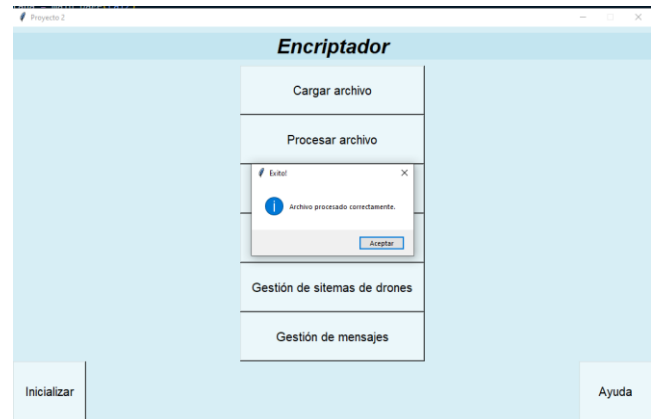 Proyecto 2
Encriptador
Cargar archivo
Procesar archivo
Exito!
Archivo procesado correctamente.
Aceptar
Gestión de sitemas de drones
Gestión de mensajes
Inicializar
Ayuda